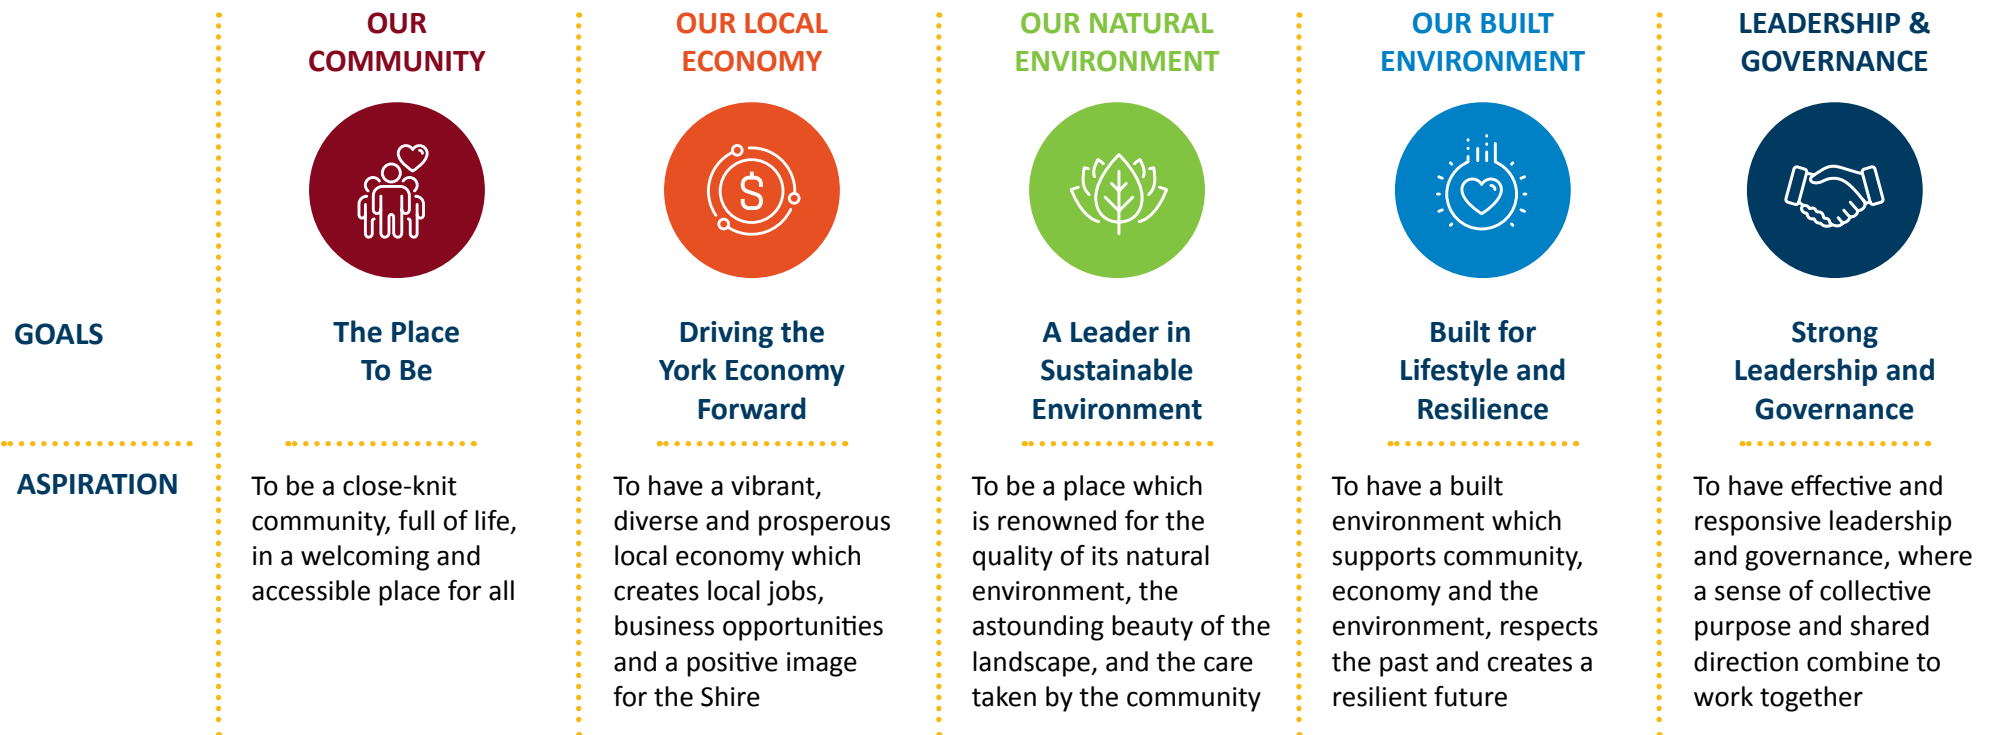 OUR
COMMUNITY
OUR LOCAL
ECONOMY
OUR NATURAL
ENVIRONMENT
OUR BUILT
ENVIRONMENT
LEADERSHIP &
GOVERNANCE
S
GOALS
The Place
To Be
Driving the
York Economy
Forward
A Leader in
Sustainable
Environment
Built for
Lifestyle and
Resilience
Strong
Leadership and
Governance
ASPIRATION
To be a close-knit
community, full of life,
in a welcoming and
accessible place for all
To have a vibrant,
diverse and prosperous
local economy which
creates local jobs,
business opportunities
and a positive image
for the Shire
To be a place which
is renowned for the
quality of its natural
environment, the
astounding beauty of the
landscape, and the care
taken by the community
To have a built
environment which
supports community,
economy and the
environment, respects
the past and creates a
resilient future
To have effective and
responsive leadership
and governance, where
a sense of collective
purpose and shared
direction combine to
work together